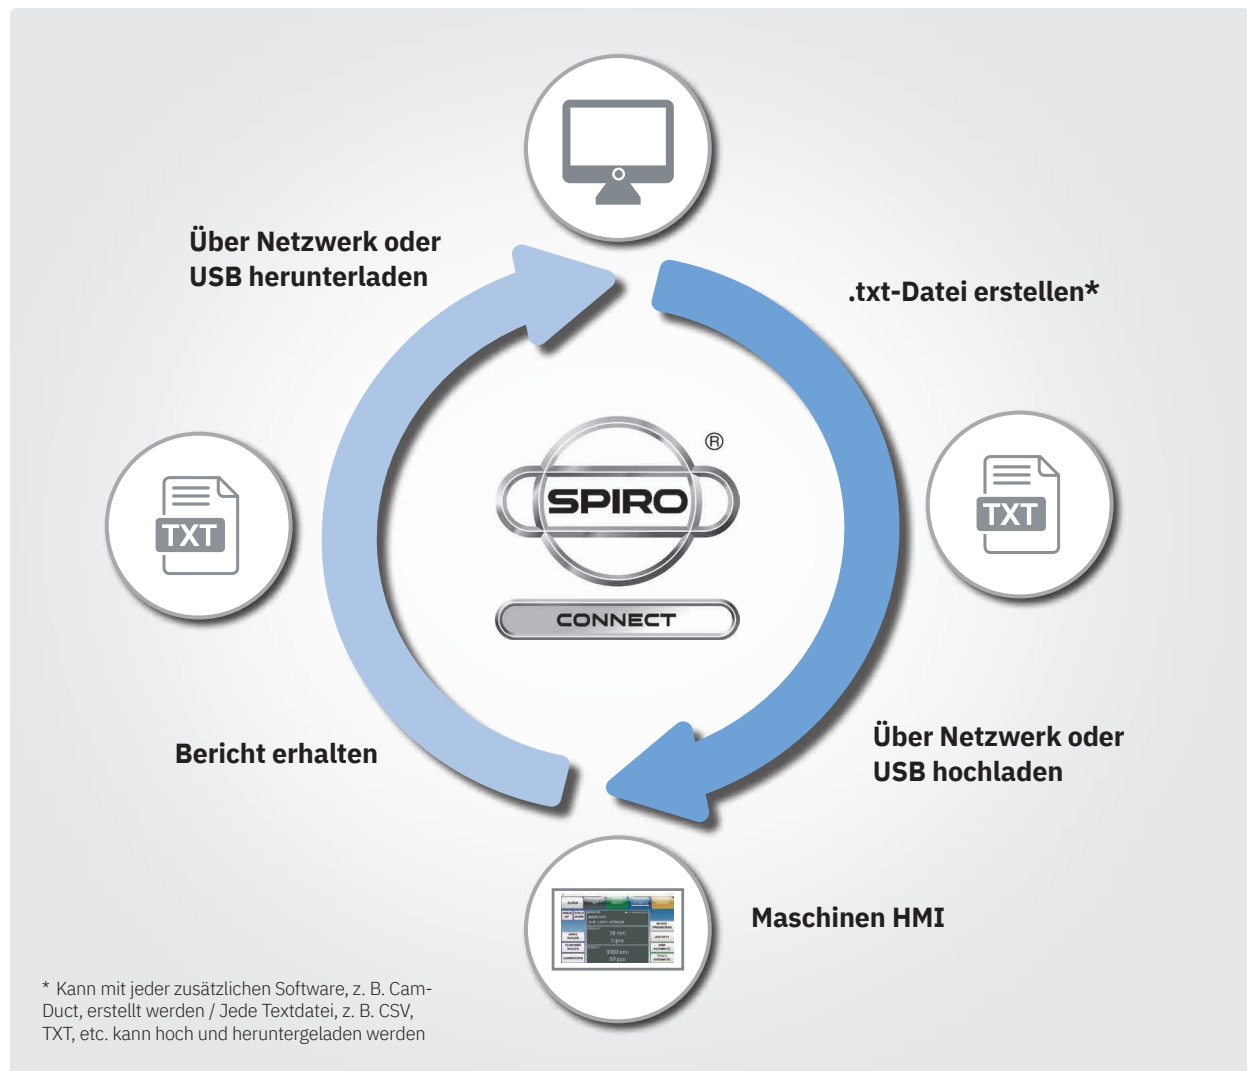 Über Netzwerk oder
USB herunterladen
.txt-Datei erstellen*
®
SPIRO
CONNECT
TXT
TXT
Bericht erhalten
Über Netzwerk oder
USB hochladen
Maschinen HMI
* Kann mit jeder zusätzlichen Software, z. B. Cam-
Duct, erstellt werden / Jede Textdatei, z. B. CSV,
TXT, etc. kann hoch und heruntergeladen werden